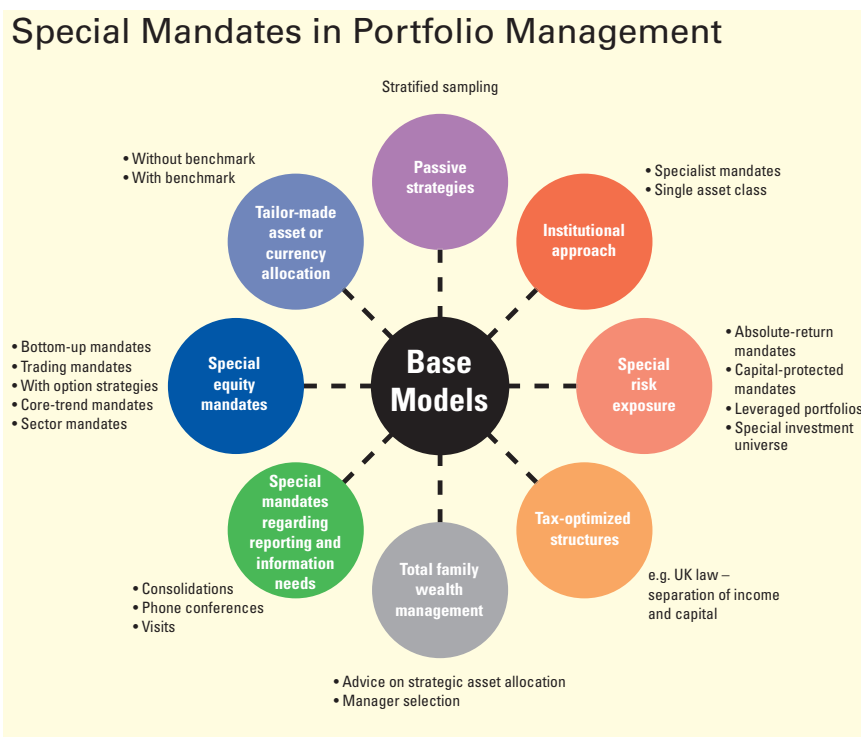 Special Mandates in Portfolio Management
Stratified sampling
Passive
strategies
• Without benchmark
• With benchmark
Tailor-made
asset or
currency
allocation
• Specialist mandates
• Single asset class
Institutional
approach
• Bottom-up mandates
• Trading mandates
• With option strategies
• Core-trend mandates
• Sector mandates
Special
equity
mandates
Base
Models
Special
risk
exposure
• Absolute-return
mandates
• Capital-protected
mandates
• Leveraged portfolios
• Special investment
universe
Special
mandates
regarding
reporting and
information
needs
• Consolidations
• Phone conferences
• Visits
Total family
wealth
management
• Advice on strategic asset allocation
• Manager selection
Tax-optimized
structures
e.g. UK law –
separation of income
and capital